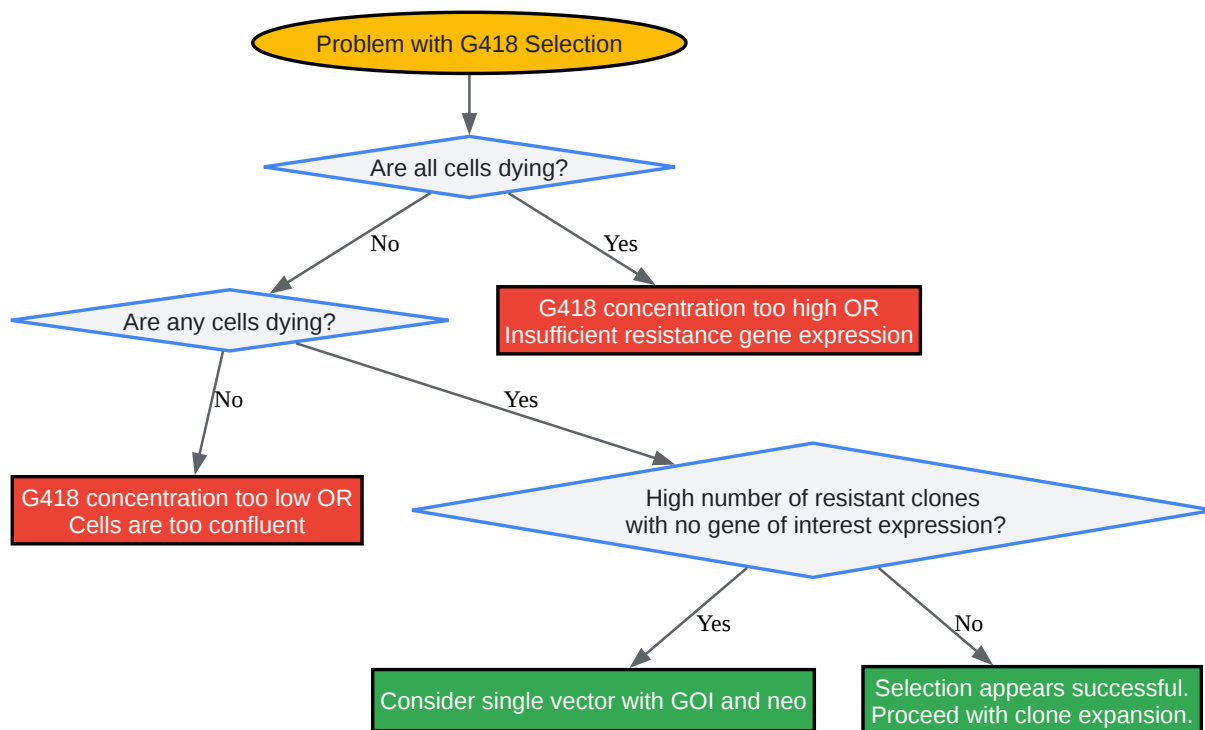 Problem with G418 Selection
Are all cells dying?
No
Yes
Are any cells dying?
G418 concentration too high OR
Insufficient resistance gene expression
No
Yes
G418 concentration too low OR
Cells are too confluent
High number of resistant clones
with no gene of interest expression?
Yes
No
Consider single vector with GOI and neo
Selection appears successful.
Proceed with clone expansion.